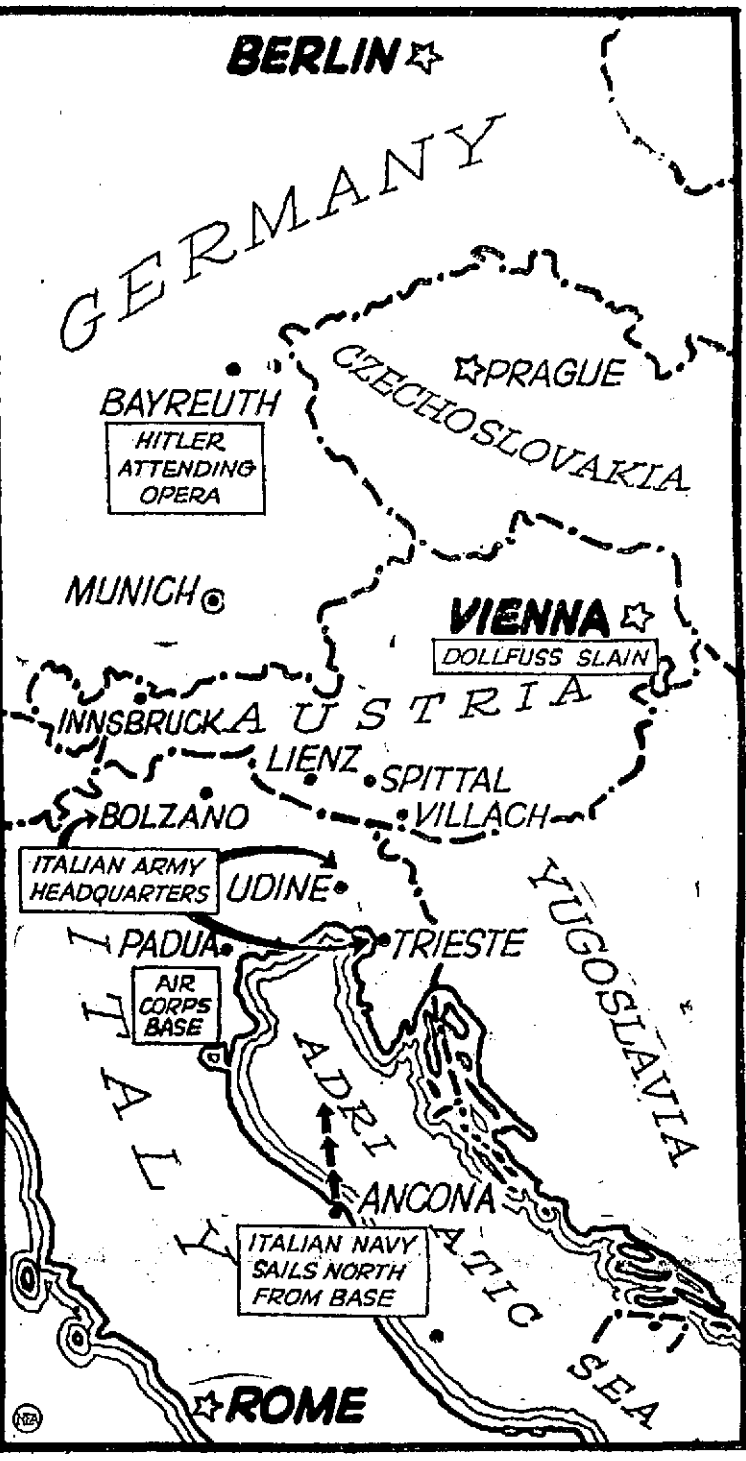 BERLIN
GERMANY
CZECHOSLOVAKIA
PRAGUE
BAYREUTH
HITLER
ATTENDING
OPERA
MUNICH
VIENNA
DOLLFUSS SLAIN
AUSTRIA
INNSBRUCK
LIENZ
SPITTAL
BOLZANO
VILLACH
ITALIAN ARMY
HEADQUARTERS
UDINE
YUGOSLAVIA
PADUA
TRIESTE
AIR
CORPS
BASE
ITALY
ADRIATIC SEA
ANCONA
ITALIAN NAVY
SAILS NORTH
FROM BASE
ROME
NEA